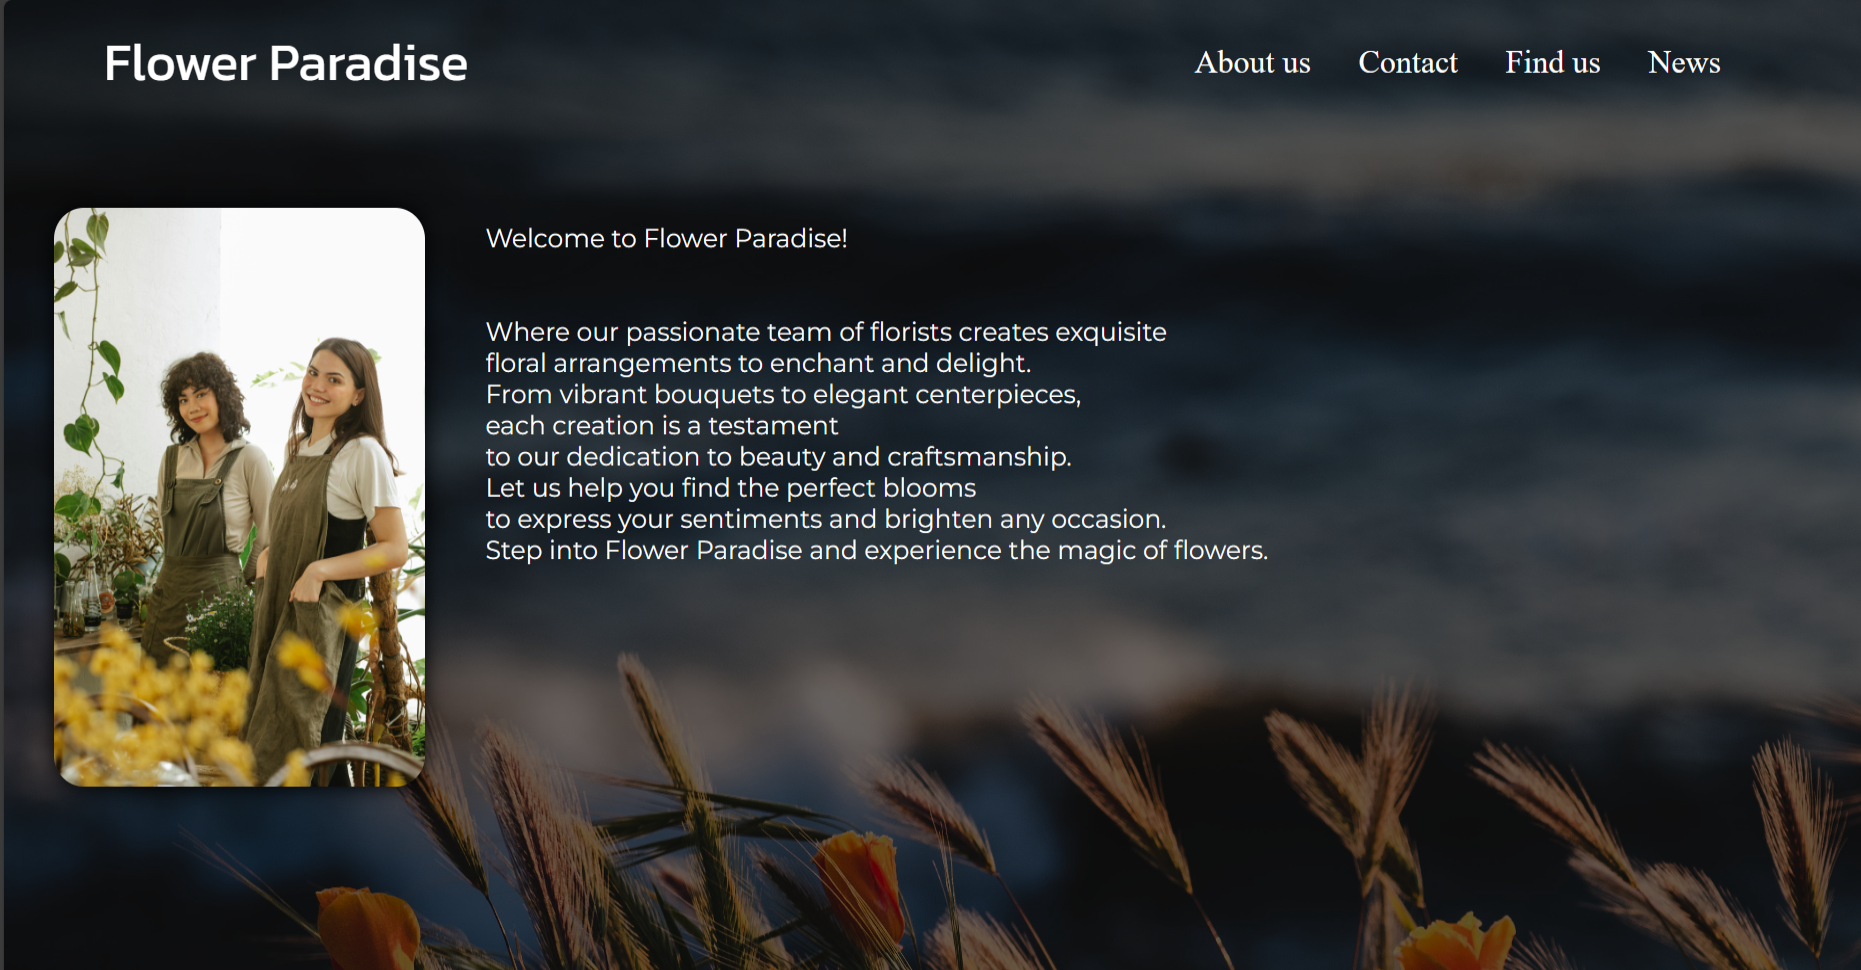 Flower Paradise
About us
Contact
Find us
News
Welcome to Flower Paradise!
Where our passionate team of florists creates exquisite
floral arrangements to enchant and delight.
From vibrant bouquets to elegant centerpieces,
each creation is a testament
to our dedication to beauty and craftsmanship.
Let us help you find the perfect blooms
to express your sentiments and brighten any occasion.
Step into Flower Paradise and experience the magic of flowers.